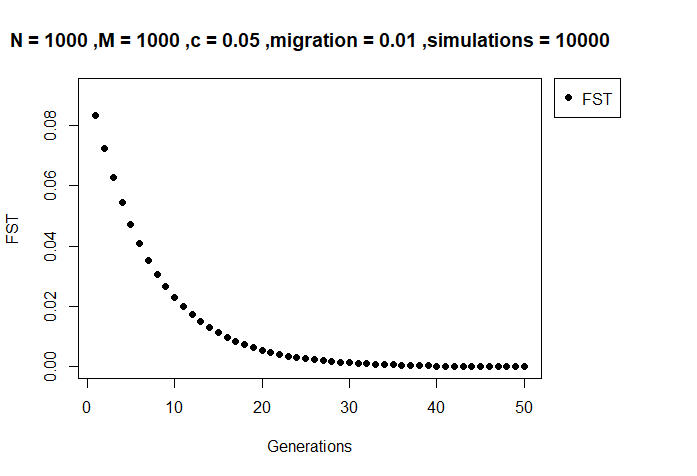 N = 1000 ,M = 1000 ,c = 0.05 ,migration = 0.01 ,simulations = 10000
FST
0.08
0.06
0.04
0.02
0.00
FST
0 10 20 30 40 50
Generations